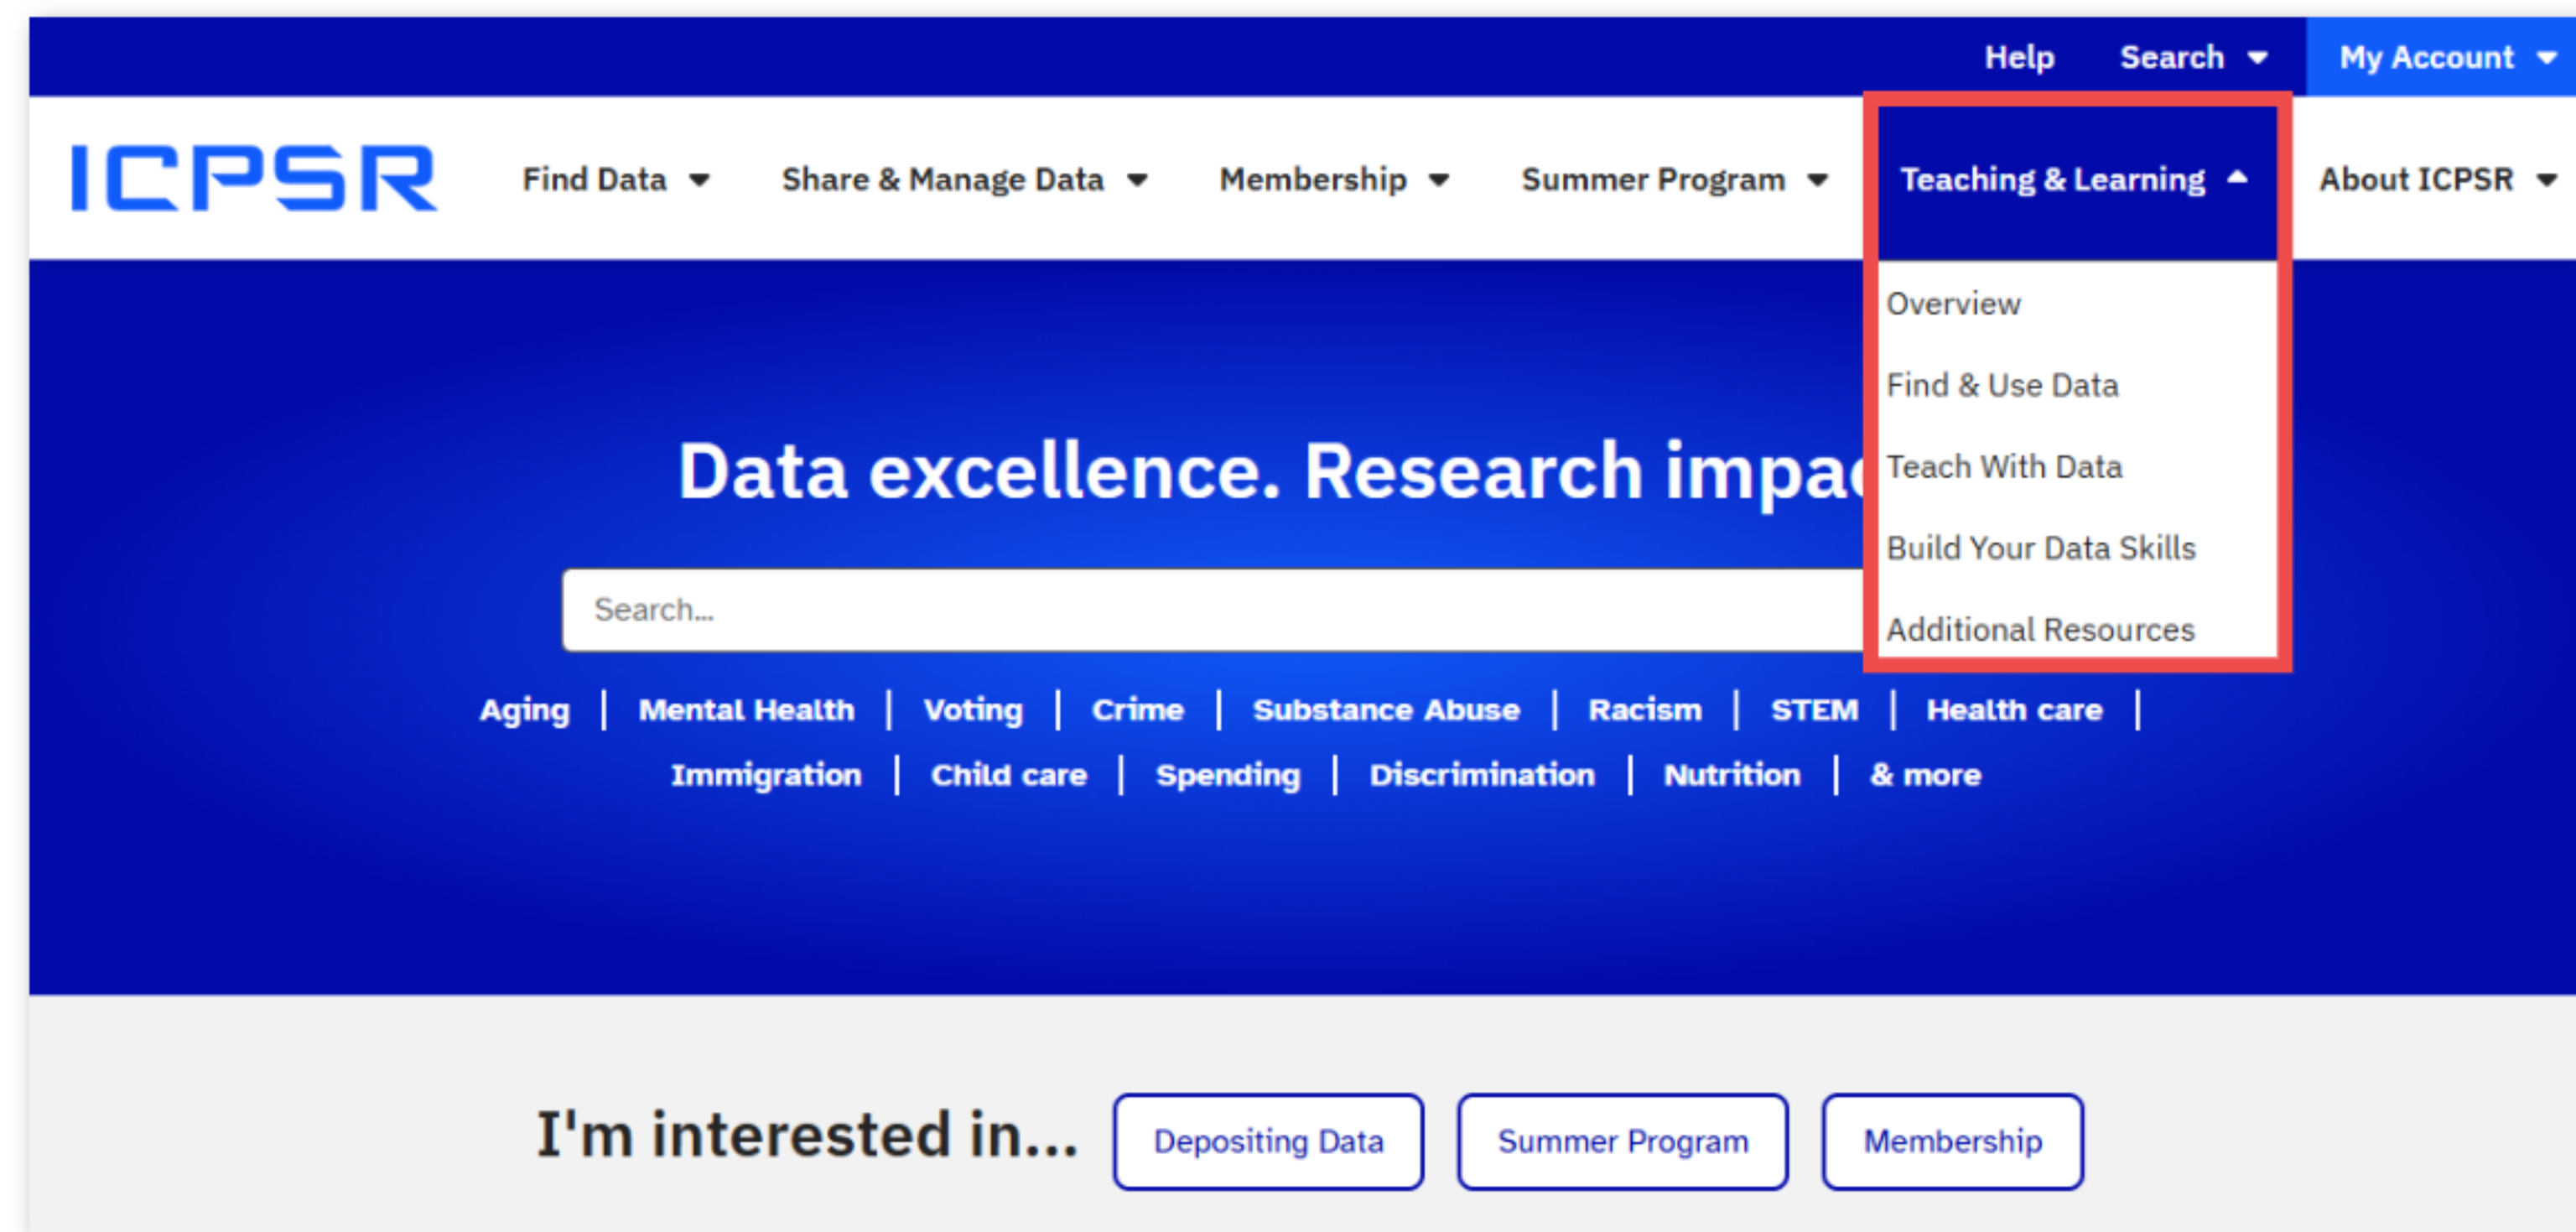 Help Search My Account
ICPSR Find Data Share & Manage Data Membership Summer Program Teaching & Learning About ICPSR
Overview
Find & Use Data
Teach With Data
Build Your Data Skills
Additional Resources
Data excellence. Research
Search...
Aging | Mental Health | Voting | Crime | Substance Abuse | Racism | STEM | Health care |
Immigration | Child care | Spending | Discrimination | Nutrition | & more
I'm interested in... Depositing Data Summer Program Membership